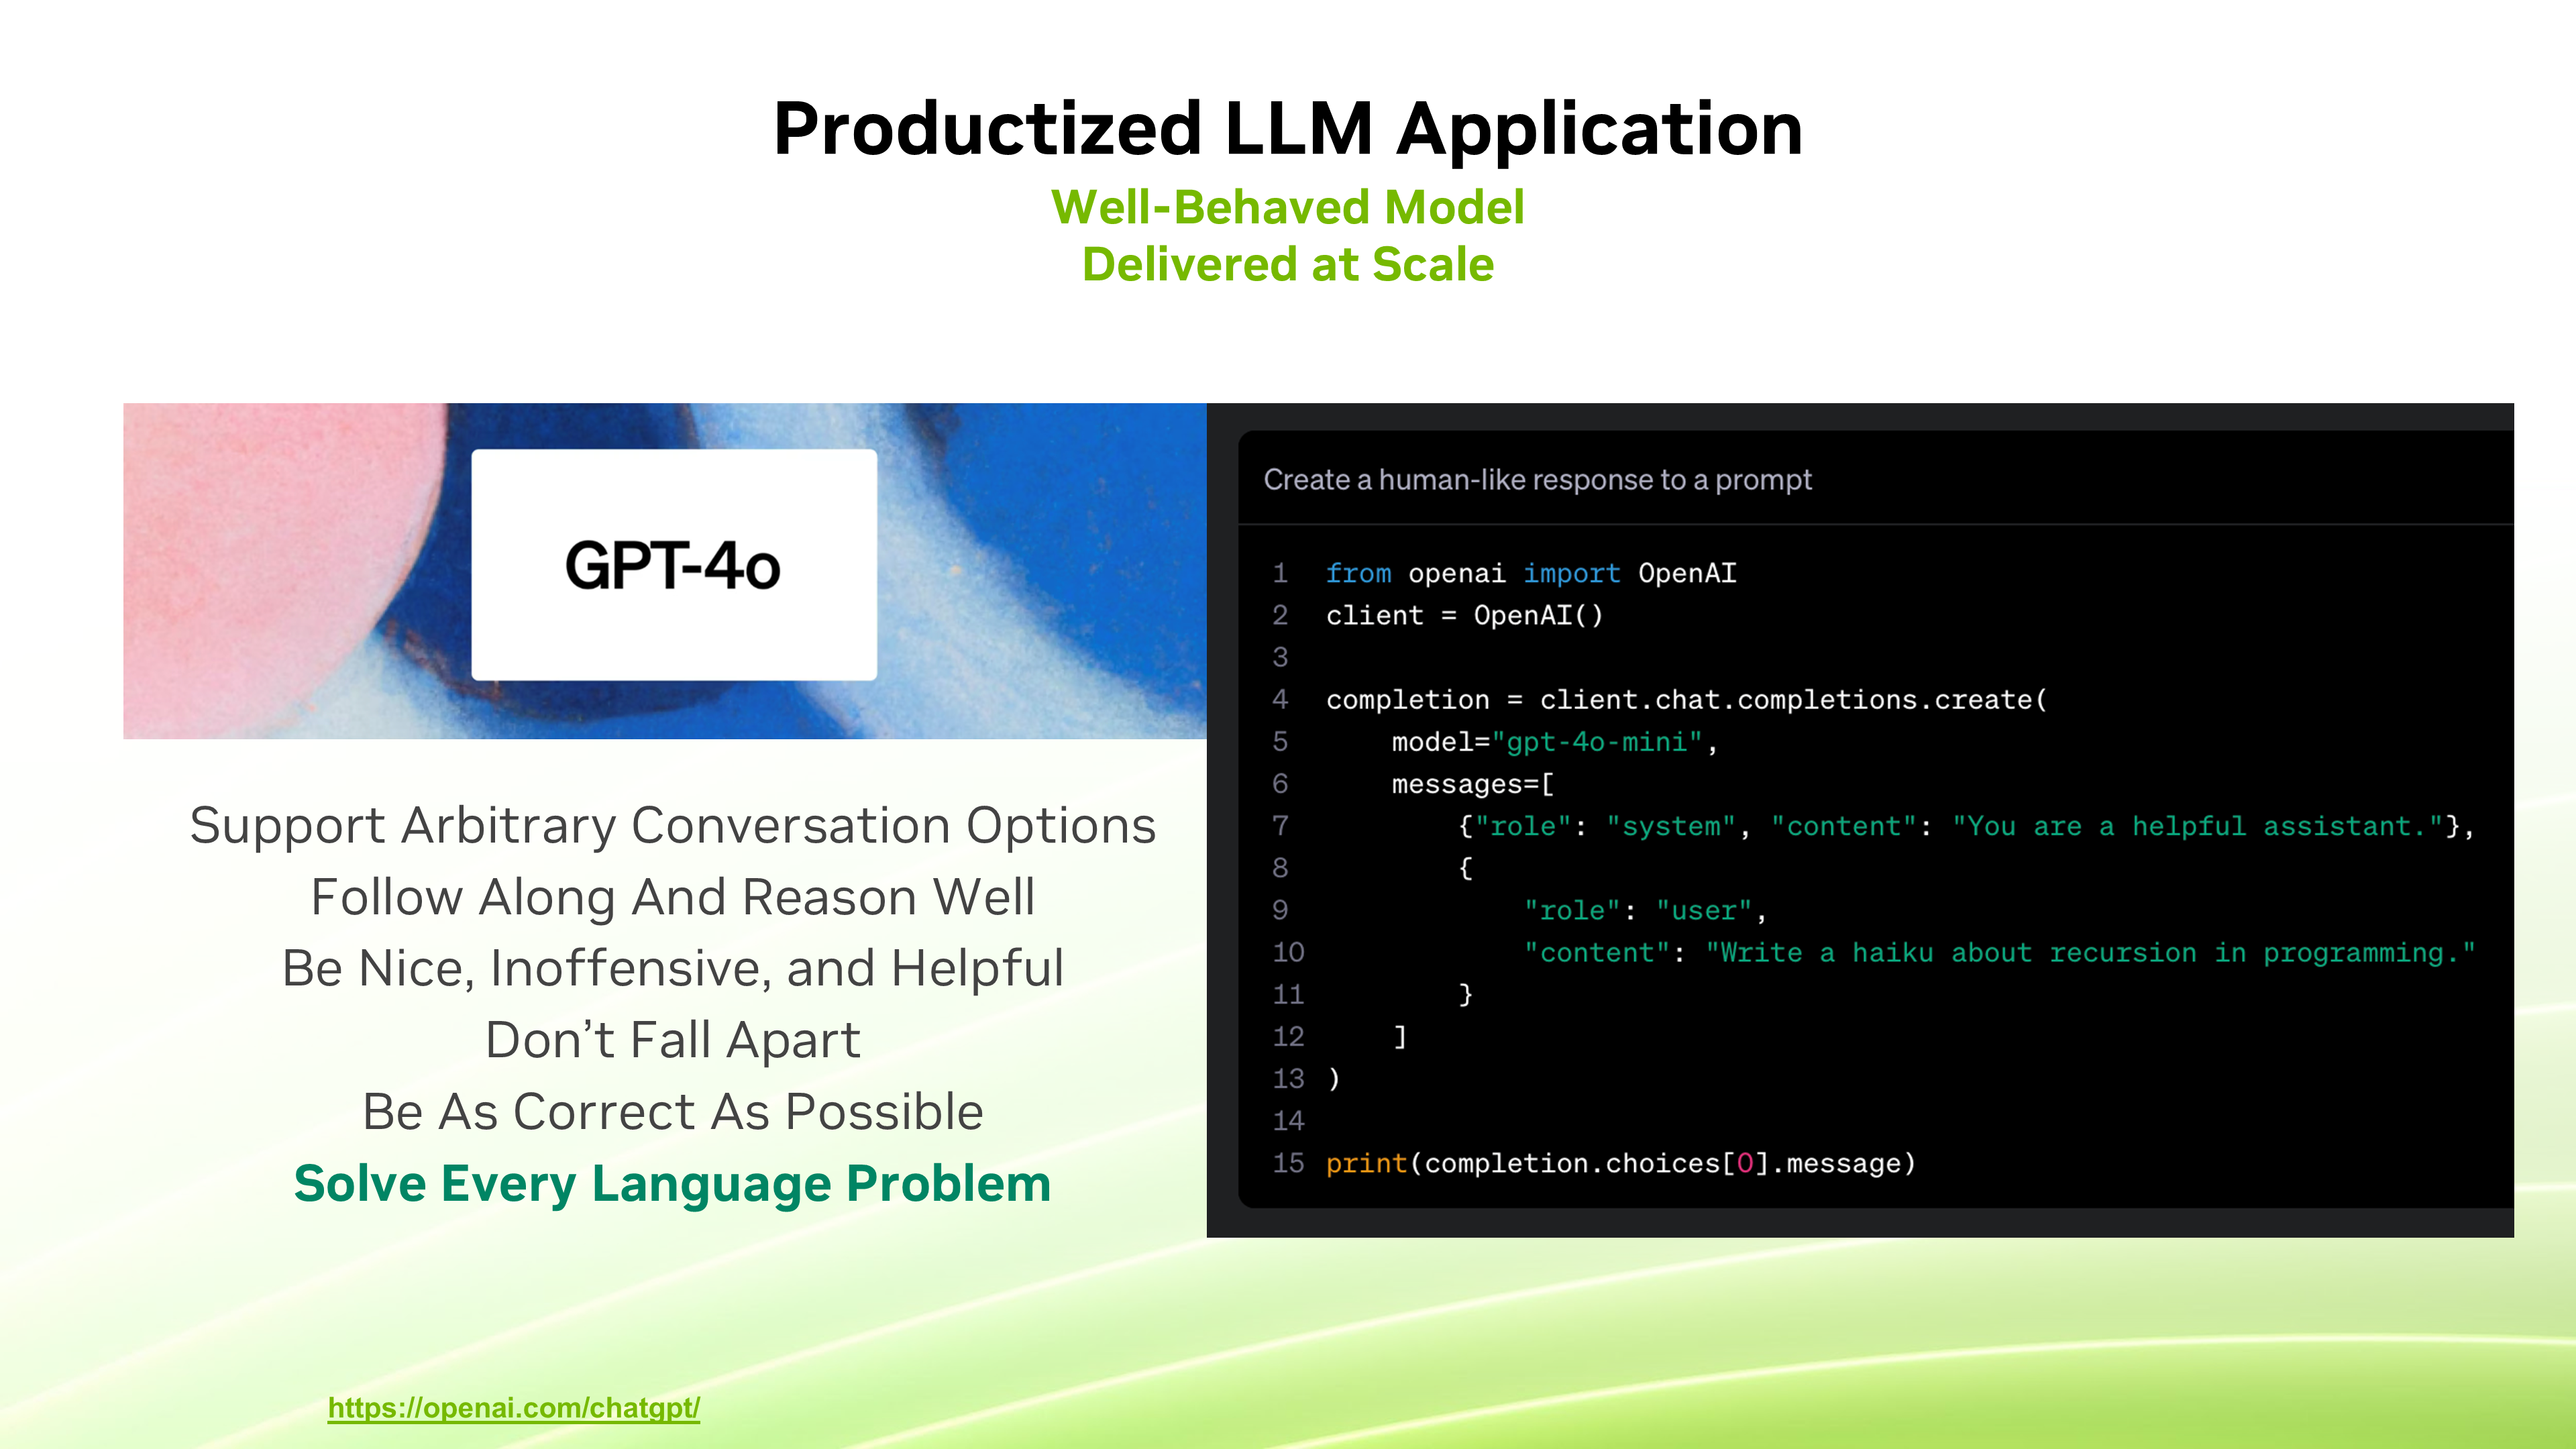 Productized LLM Application
Well-Behaved Model
Delivered at Scale
GPT-4o
Support Arbitrary Conversation Options
Follow Along And Reason Well
Be Nice, Inoffensive, and Helpful
Don’t Fall Apart
Be As Correct As Possible
Solve Every Language Problem
Create a human-like response to a prompt
1 from openai import OpenAI
2 client = OpenAI()
3
4 completion = client.chat.completions.create(
5     model="gpt-4o-mini",
6     messages=[
7         {"role": "system", "content": "You are a helpful assistant."},
8         {
9             "role": "user",
10             "content": "Write a haiku about recursion in programming."
11         }
12     ]
13 )
14
15 print(completion.choices[0].message)
https://openai.com/chatgpt/